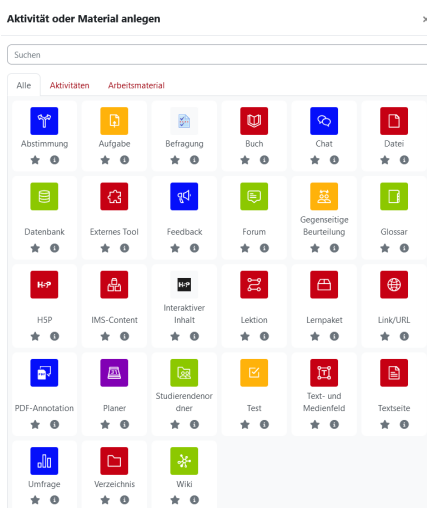 Aktivität oder Material anlegen
×
Suchen
Alle Aktivitäten Arbeitsmaterial
Abstimmung Aufgabe Befragung Buch Chat Datei
Datenbank Externes Tool Feedback Forum Gegenseitige
Beurteilung Glossar
H5P
H5P IMS-Content Interaktiver
Inhalt Lektion Lernpaket Link/URL
PDF-Annotation Planer Studierendenor
dner Test Text- und
Medienfeld Textseite
Umfrage Verzeichnis Wiki